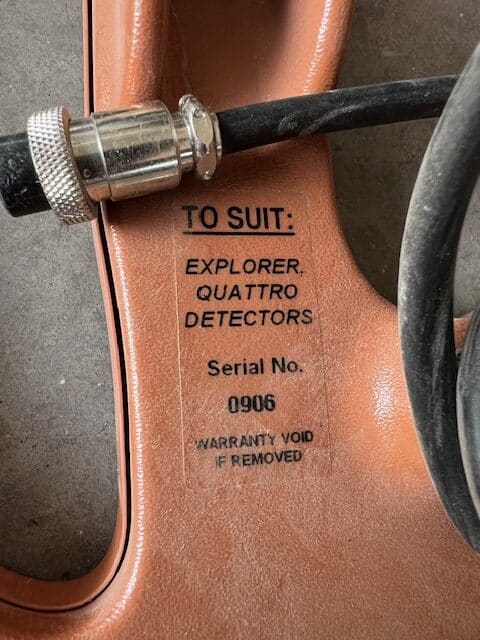 TO SUIT:
EXPLORER.
QUATTRO
DETECTORS
Serial No.
0906
WARRANTY VOID
IF REMOVED